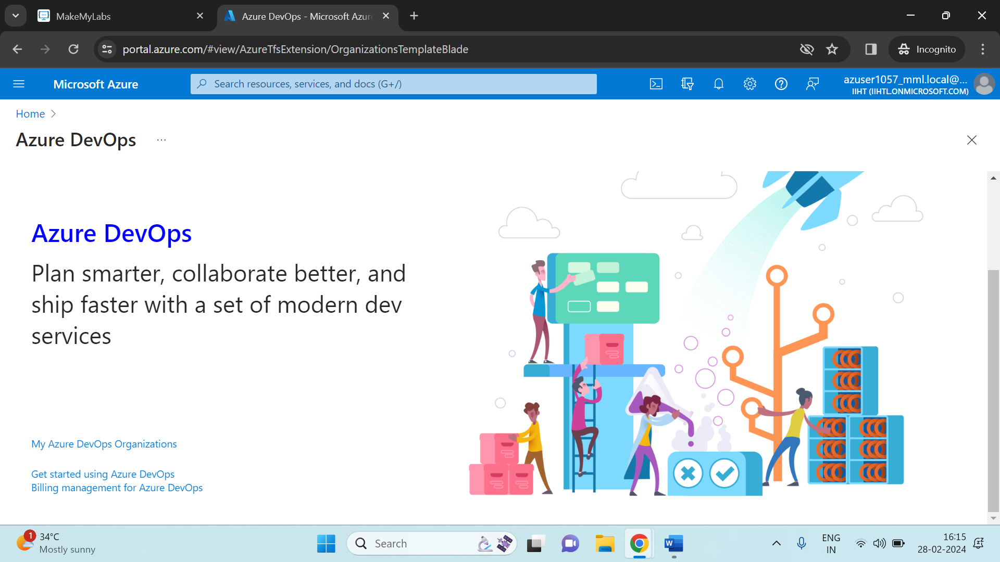 MakeMyLabs
Azure DevOps - Microsoft Azur
portal.azure.com/#view/AzureTfsExtension/OrganizationsTemplateBlade
Incognito
Microsoft Azure
Search resources, services, and docs (G+/)
azuser1057_mml.local@...
IIHT (IIHTL.ONMICROSOFT.COM)
Home
Azure DevOps
Azure DevOps
Plan smarter, collaborate better, and
ship faster with a set of modern dev
services
My Azure DevOps Organizations
Get started using Azure DevOps
Billing management for Azure DevOps
1
34°C
Mostly sunny
Search
W
ENG
IN
16:15
28-02-2024